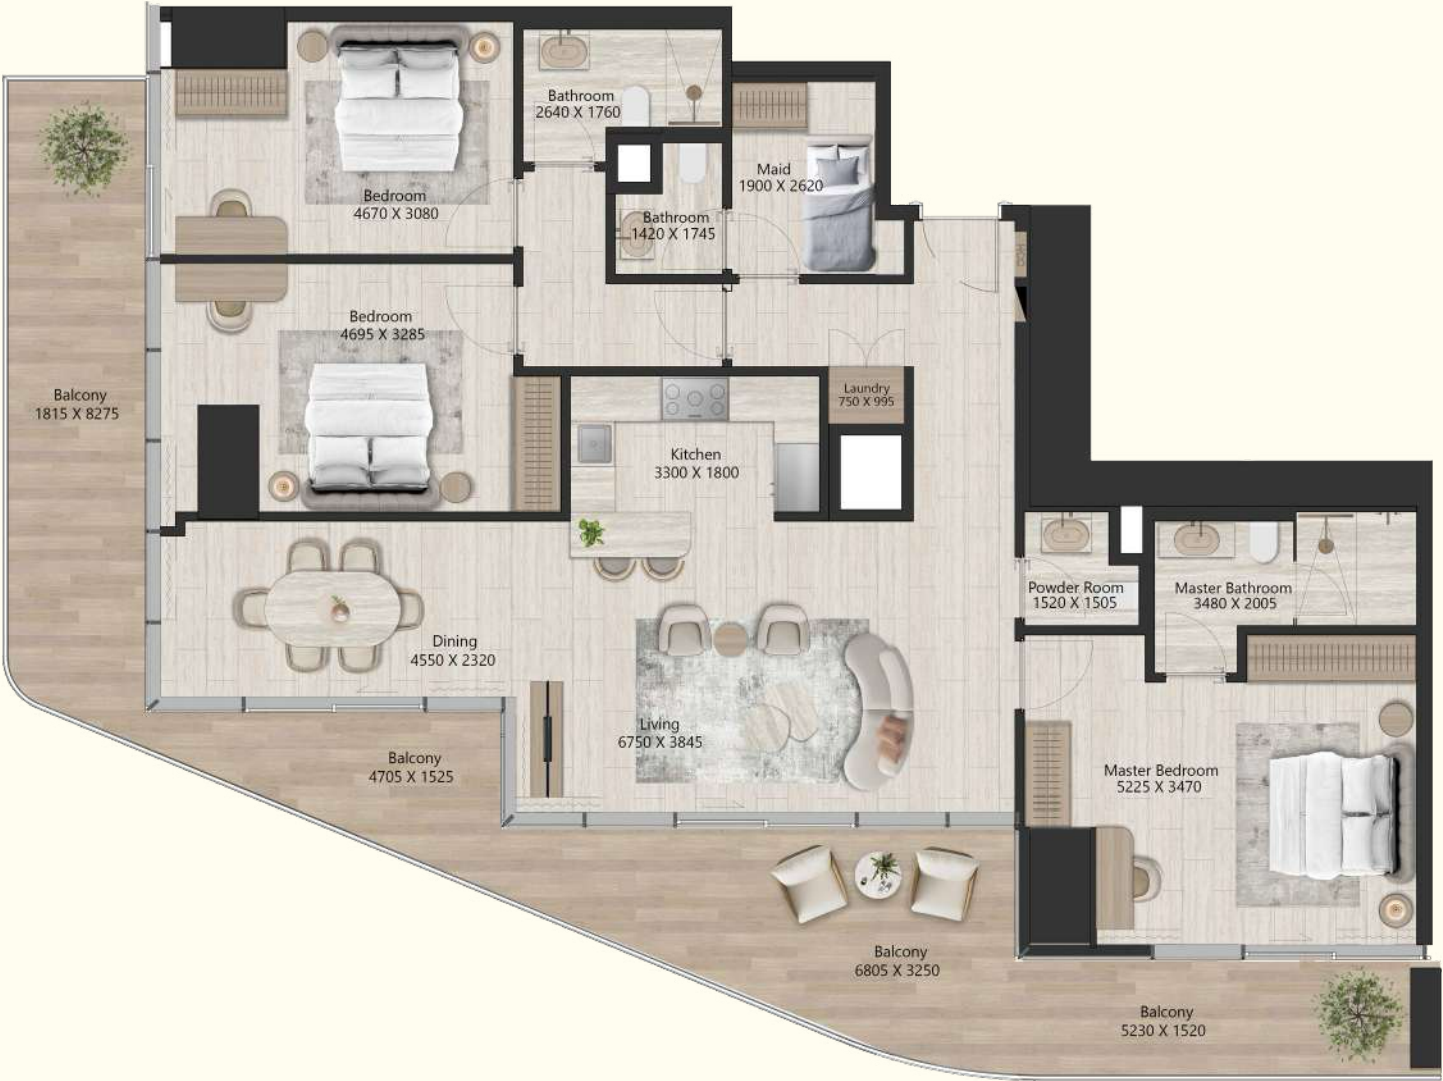 Bathroom
2640 X 1760
Maid
1900 X 2620
Bedroom
4670 X 3080
Bathroom
1420 X 1745
Bedroom
4695 X 3285
Balcony
1815 X 8275
Laundry
750 X 995
Kitchen
3300 X 1800
Powder Room
1520 X 1505
Master Bathroom
3480 X 2005
Dining
4550 X 2320
Living
6750 X 3845
Balcony
4705 X 1525
Master Bedroom
5225 X 3470
Balcony
6805 X 3250
Balcony
5230 X 1520